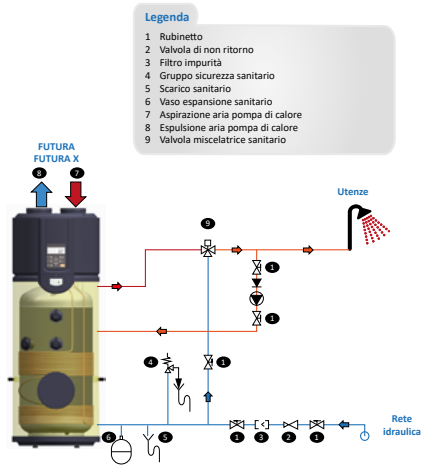 Legenda
1 Rubinetto
2 Valvola di non ritorno
3 Filtro impurità
4 Gruppo sicurezza sanitario
5 Scarico sanitario
6 Vaso espansione sanitario
7 Aspirazione aria pompa di calore
8 Espulsione aria pompa di calore
9 Valvola miscelatrice sanitario
FUTURA
FUTURA X
8 7
Utenze
9
1
1
4 1
Rete
idraulica
6 5 1 3 2 1